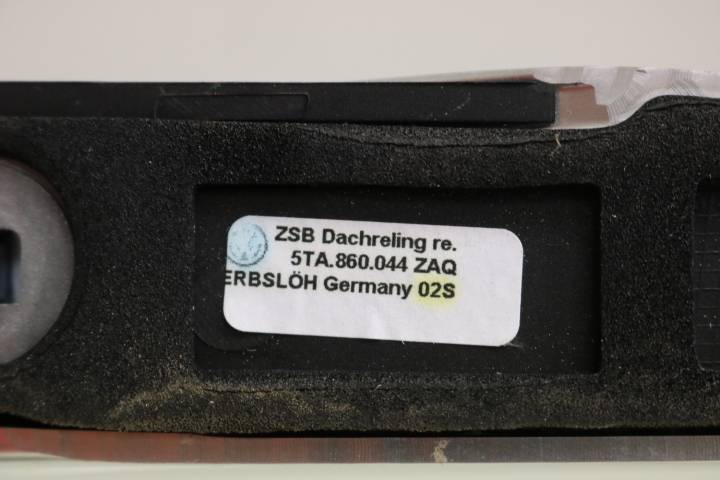 ZSB Dachreling re.
5TA.860.044 ZAQ
ERBSLÖH Germany 02S